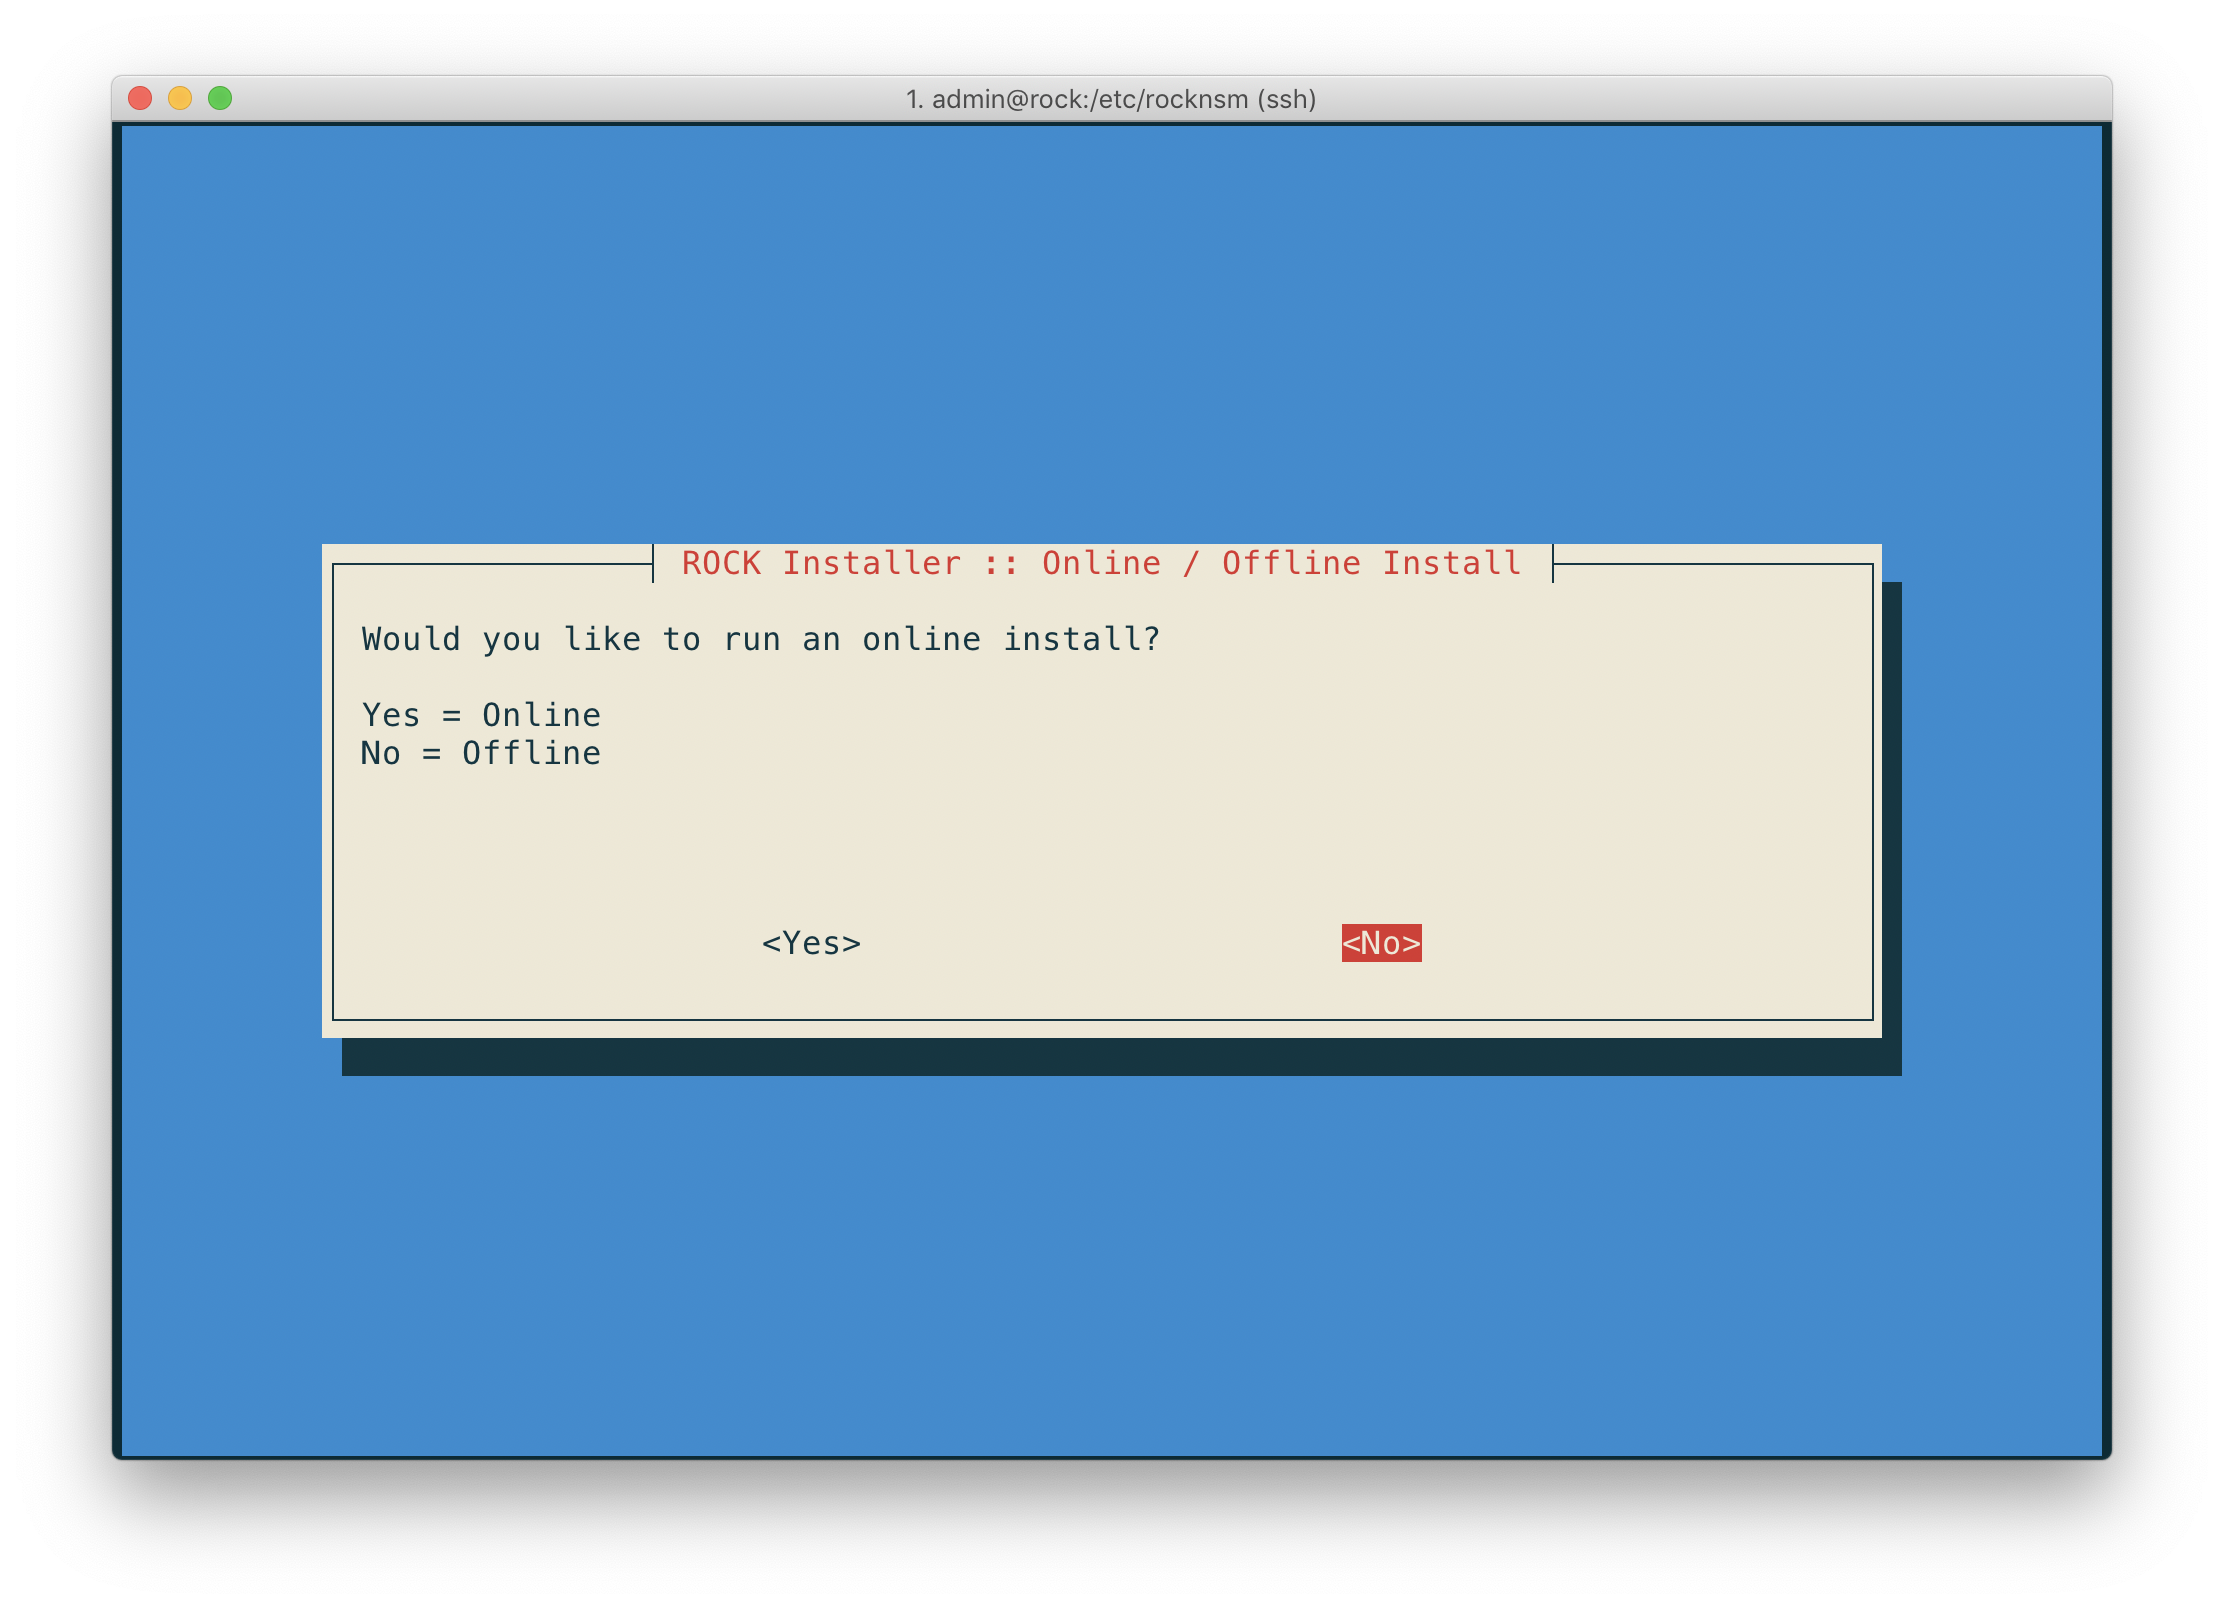 1. admin@rock:/etc/rocknsm (ssh)
ROCK Installer :: Online / Offline Install
Would you like to run an online install?
Yes = Online
No = Offline
<Yes> <No>